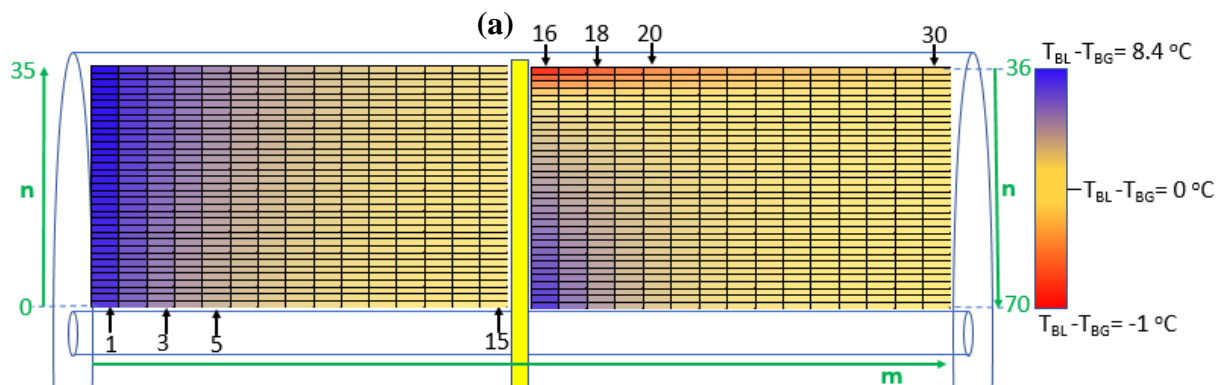 (a)
16 18 20 30
35
n
0
1 3 5 15
m
36
n
70
T_BL-T_BG= 8.4 °C
T_BL-T_BG= 0 °C
T_BL-T_BG= -1 °C